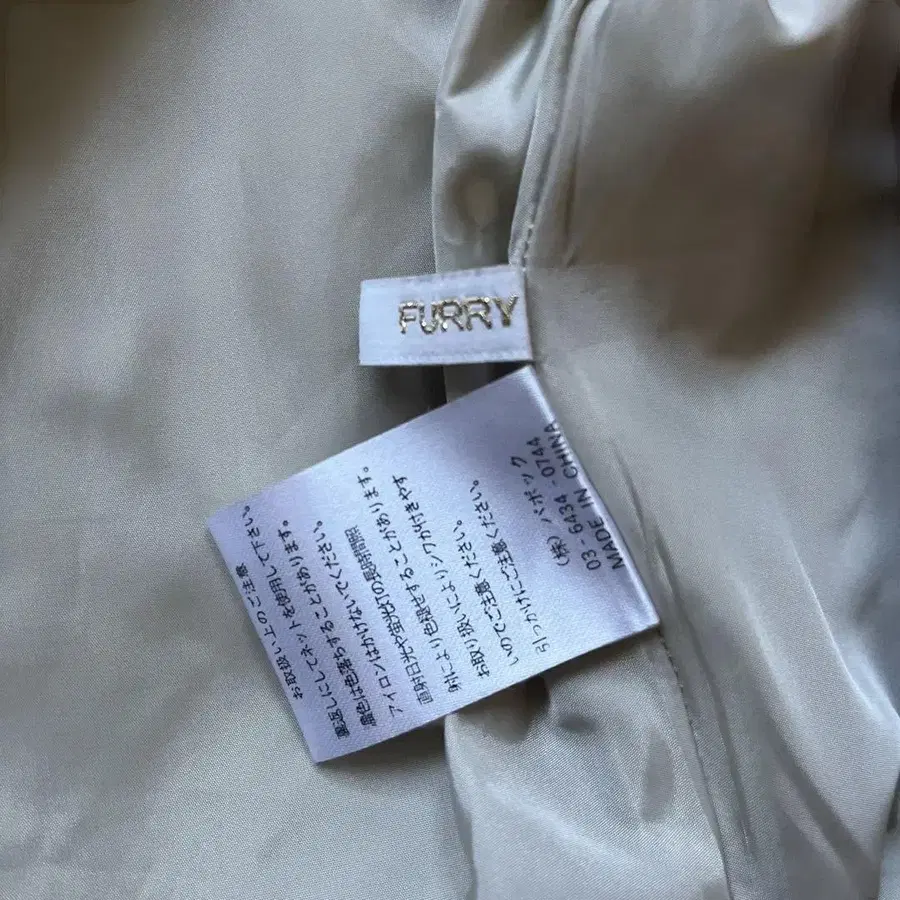 FURRY
お取扱い上のご注意
裏返しにしてネットを使用して下さい。
濃色は色落ちすることがあります。
アイロンはかけないでください。
直射日光や蛍光灯の長時間照
射により色褪せすることがあります。
お取り扱いによりシワが付きやす
いのでご注意ください。
引っかけにご注意ください。
(株) パポック
03-6434-0744
MADE IN CHINA